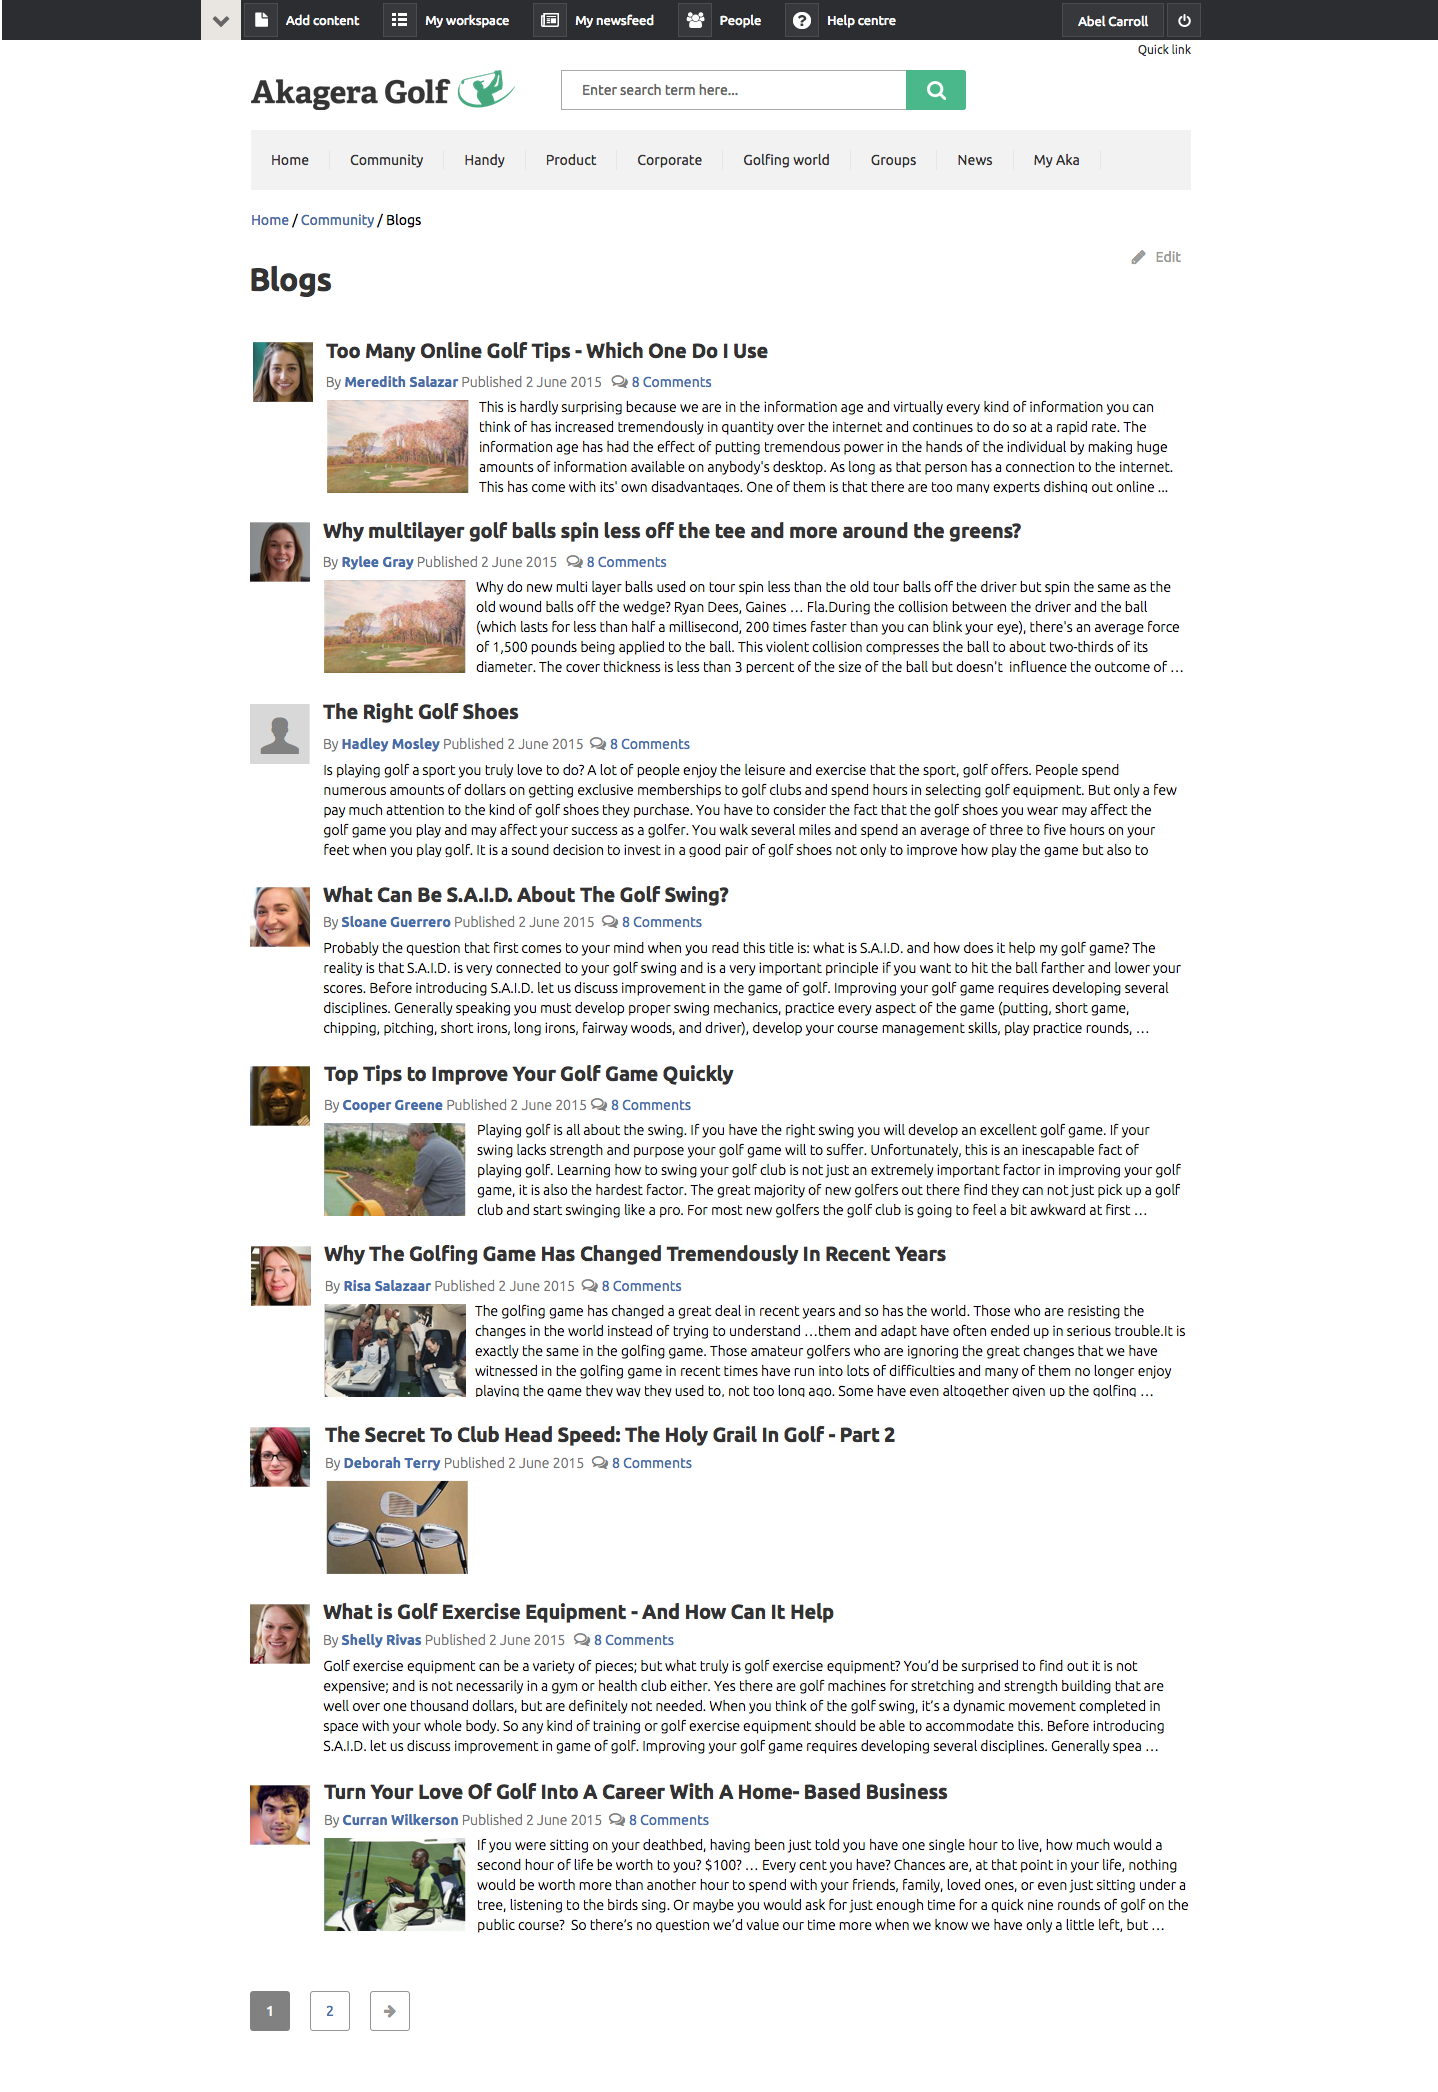 Add content My workspace My newsfeed People Help centre Abel Carroll
Quick link
Akagera Golf Enter search term here...
Home Community Handy Product Corporate Golfing world Groups News My Aka
Home / Community / Blogs
Edit
Blogs
Too Many Online Golf Tips - Which One Do I Use
By Meredith Salazar Published 2 June 2015 8 Comments
This is hardly surprising because we are in the information age and virtually every kind of information you can
think of has increased tremendously in quantity over the internet and continues to do so at a rapid rate. The
information age has had the effect of putting tremendous power in the hands of the individual by making huge
amounts of information available on anybody's desktop. As long as that person has a connection to the internet.
This has come with its' own disadvantages. One of them is that there are too many experts dishing out online ...
Why multilayer golf balls spin less off the tee and more around the greens?
By Rylee Gray Published 2 June 2015 8 Comments
Why do new multi layer balls used on tour spin less than the old tour balls off the driver but spin the same as the
old wound balls off the wedge? Ryan Dees, Gaines ... Fla.During the collision between the driver and the ball
(which lasts for less than half a millisecond, 200 times faster than you can blink your eye), there's an average force
of 1,500 pounds being applied to the ball. This violent collision compresses the ball to about two-thirds of its
diameter. The cover thickness is less than 3 percent of the size of the ball but doesn't influence the outcome of ...
The Right Golf Shoes
By Hadley Mosley Published 2 June 2015 8 Comments
Is playing golf a sport you truly love to do? A lot of people enjoy the leisure and exercise that the sport, golf offers. People spend
numerous amounts of dollars on getting exclusive memberships to golf clubs and spend hours in selecting golf equipment. But only a few
pay much attention to the kind of golf shoes they purchase. You have to consider the fact that the golf shoes you wear may affect the
golf game you play and may affect your success as a golfer. You walk several miles and spend an average of three to five hours on your
feet when you play golf. It is a sound decision to invest in a good pair of golf shoes not only to improve how play the game but also to
What Can Be S.A.I.D. About The Golf Swing?
By Sloane Guerrero Published 2 June 2015 8 Comments
Probably the question that first comes to your mind when you read this title is: what is S.A.I.D. and how does it help my golf game? The
reality is that S.A.I.D. is very connected to your golf swing and is a very important principle if you want to hit the ball farther and lower your
scores. Before introducing S.A.I.D. let us discuss improvement in the game of golf. Improving your golf game requires developing several
disciplines. Generally speaking you must develop proper swing mechanics, practice every aspect of the game (putting, short game,
chipping, pitching, short irons, long irons, fairway woods, and driver), develop your course management skills, play practice rounds, ...
Top Tips to Improve Your Golf Game Quickly
By Cooper Greene Published 2 June 2015 8 Comments
Playing golf is all about the swing. If you have the right swing you will develop an excellent golf game. If your
swing lacks strength and purpose your golf game will to suffer. Unfortunately, this is an inescapable fact of
playing golf. Learning how to swing your golf club is not just an extremely important factor in improving your golf
game, it is also the hardest factor. The great majority of new golfers out there find they can not just pick up a golf
club and start swinging like a pro. For most new golfers the golf club is going to feel a bit awkward at first ...
Why The Golfing Game Has Changed Tremendously In Recent Years
By Risa Salazaar Published 2 June 2015 8 Comments
The golfing game has changed a great deal in recent years and so has the world. Those who are resisting the
changes in the world instead of trying to understand ...them and adapt have often ended up in serious trouble.It is
exactly the same in the golfing game. Those amateur golfers who are ignoring the great changes that we have
witnessed in the golfing game in recent times have run into lots of difficulties and many of them no longer enjoy
playing the game they way they used to, not too long ago. Some have even altogether given up the golfing ...
The Secret To Club Head Speed: The Holy Grail In Golf - Part 2
By Deborah Terry Published 2 June 2015 8 Comments
What is Golf Exercise Equipment - And How Can It Help
By Shelly Rivas Published 2 June 2015 8 Comments
Golf exercise equipment can be a variety of pieces; but what truly is golf exercise equipment? You’d be surprised to find out it is not
expensive; and is not necessarily in a gym or health club either. Yes there are golf machines for stretching and strength building that are
well over one thousand dollars, but are definitely not needed. When you think of the golf swing, it’s a dynamic movement completed in
space with your whole body. So any kind of training or golf exercise equipment should be able to accommodate this. Before introducing
S.A.I.D. let us discuss improvement in game of golf. Improving your golf game requires developing several disciplines. Generally spea ...
Turn Your Love Of Golf Into A Career With A Home- Based Business
By Curran Wilkerson Published 2 June 2015 8 Comments
If you were sitting on your deathbed, having been just told you have one single hour to live, how much would a
second hour of life be worth to you? $100? ... Every cent you have? Chances are, at that point in your life, nothing
would be worth more than another hour to spend with your friends, family, loved ones, or even just sitting under a
tree, listening to the birds sing. Or maybe you would ask for just enough time for a quick nine rounds of golf on the
public course? So there’s no question we’d value our time more when we know we have only a little left, but ...
1 2